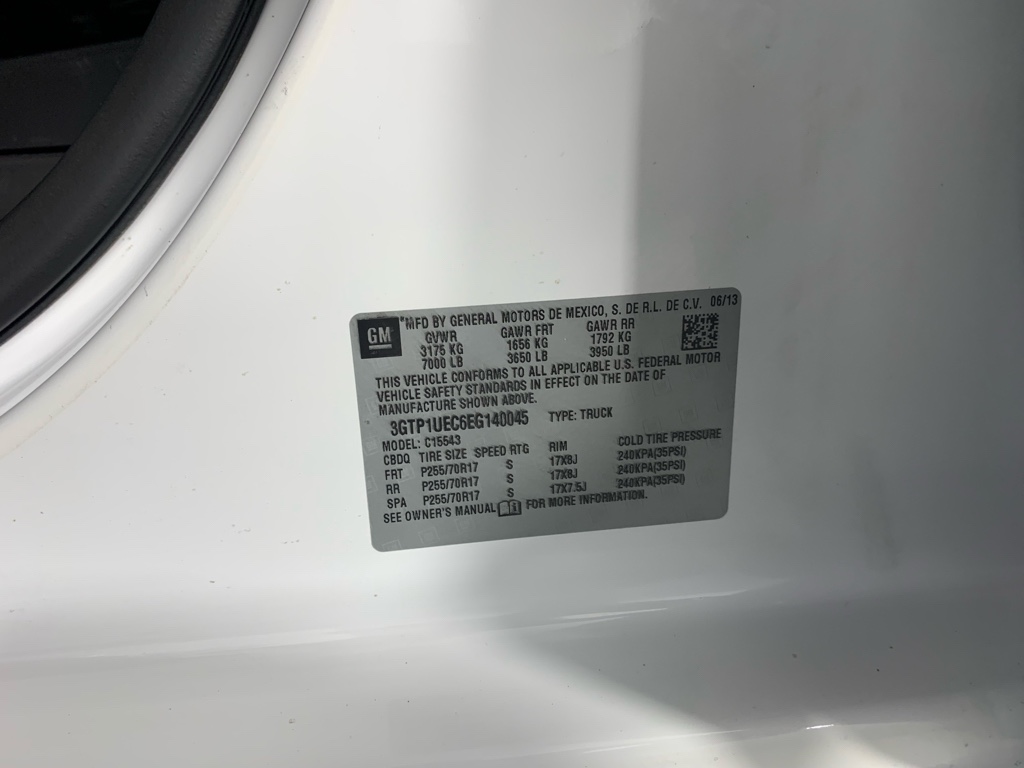 GM
*MFD BY GENERAL MOTORS DE MEXICO, S. DE R.L. DE C.V. 06/13
GVWR GAWR FRT GAWR RR
3175 KG 1656 KG 1792 KG
7000 LB 3650 LB 3950 LB
THIS VEHICLE CONFORMS TO ALL APPLICABLE U.S. FEDERAL MOTOR
VEHICLE SAFETY STANDARDS IN EFFECT ON THE DATE OF
MANUFACTURE SHOWN ABOVE.
3GTP1UEC6EG140045 TYPE: TRUCK
MODEL: C15543
CBDQ TIRE SIZE SPEED RTG RIM COLD TIRE PRESSURE
FRT P255/70R17 S 17X8J 240KPA(35PSI)
RR P255/70R17 S 17X8J 240KPA(35PSI)
SPA P255/70R17 S 17X7.5J 240KPA(35PSI)
SEE OWNER'S MANUAL FOR MORE INFORMATION.